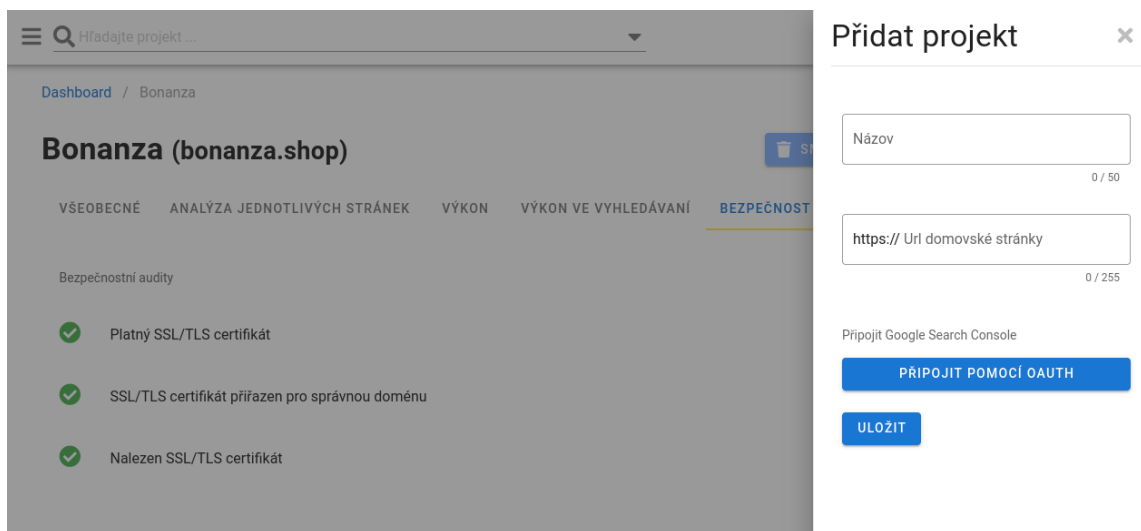 Hľadajte projekt ...
Dashboard / Bonanza
Bonanza (bonanza.shop)
VŠEOBECNÉ ANALÝZA JEDNOTLIVÝCH STRÁNEK VÝKON VÝKON VE VYHLEDÁVANÍ BEZPEČNOST
Bezpečnostní audity
Platný SSL/TLS certifikát
SSL/TLS certifikát přiřazen pro správnou doménu
Nalezen SSL/TLS certifikát
Přidat projekt
Názov
0 / 50
https:// Url domovské stránky
0 / 255
Připojit Google Search Console
PŘIPOJIT POMOCÍ OAUTH
ULOŽIT